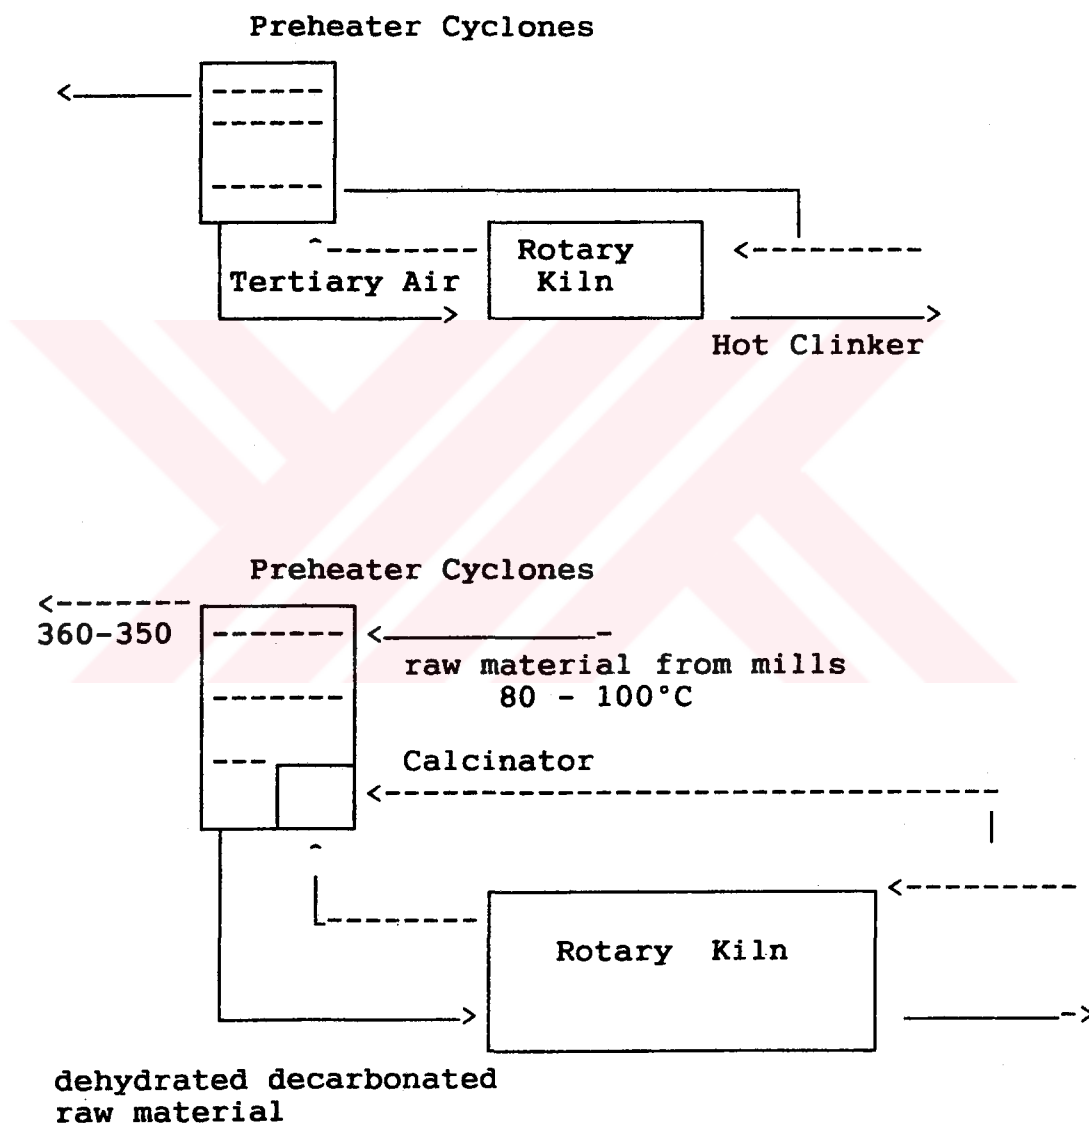 Preheater Cyclones
Rotary
Kiln
Tertiary Air
Hot Clinker
Preheater Cyclones
360-350
raw material from mills
80 - 100°C
Calcinator
Rotary Kiln
dehydrated decarbonated
raw material